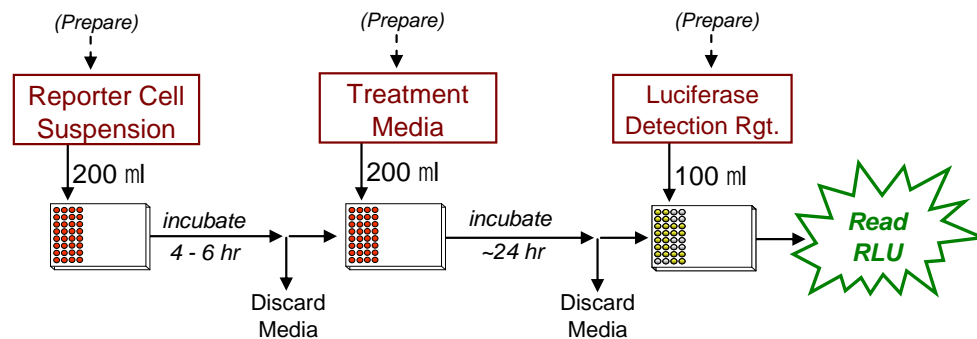 (Prepare)
Reporter Cell
Suspension
200 ㎖
incubate
4 - 6 hr
Discard
Media
(Prepare)
Treatment
Media
200 ㎖
incubate
~24 hr
Discard
Media
(Prepare)
Luciferase
Detection Rgt.
100 ㎖
Read
RLU